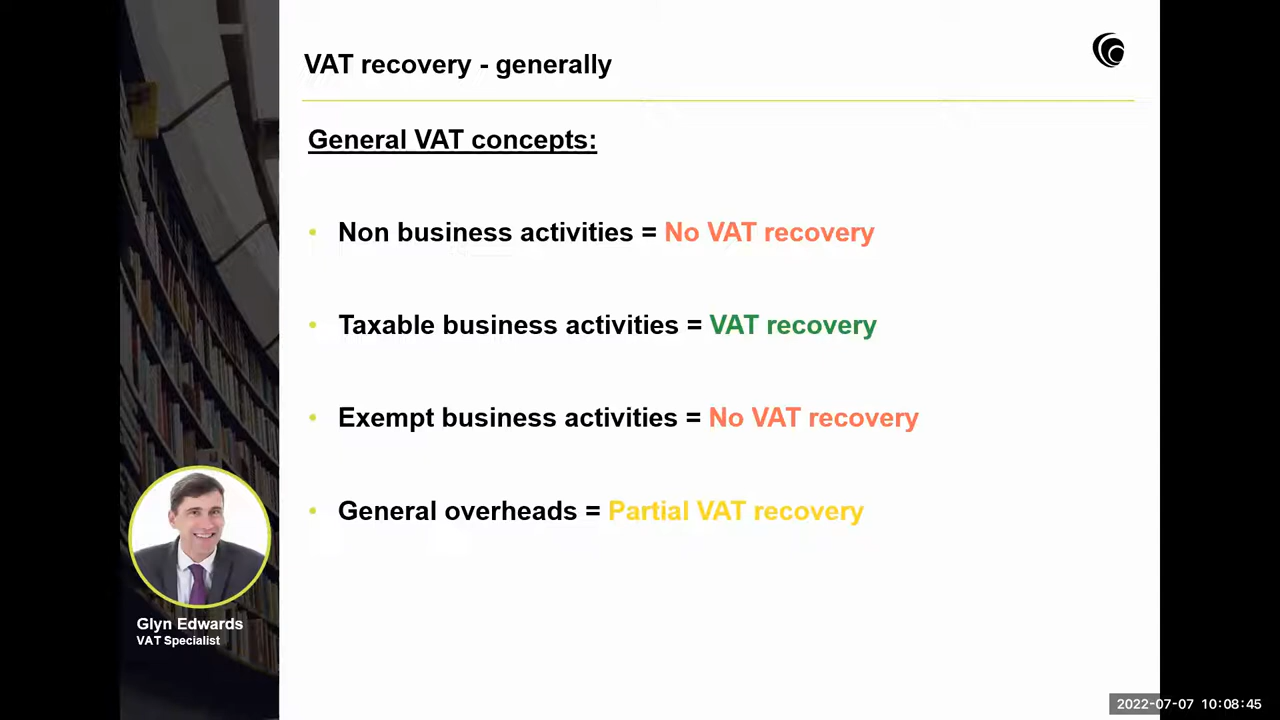 VAT recovery - generally
General VAT concepts:
• Non business activities = No VAT recovery
• Taxable business activities = VAT recovery
• Exempt business activities = No VAT recovery
• General overheads = Partial VAT recovery
Glyn Edwards
VAT Specialist
2022-07-07 10:08:45